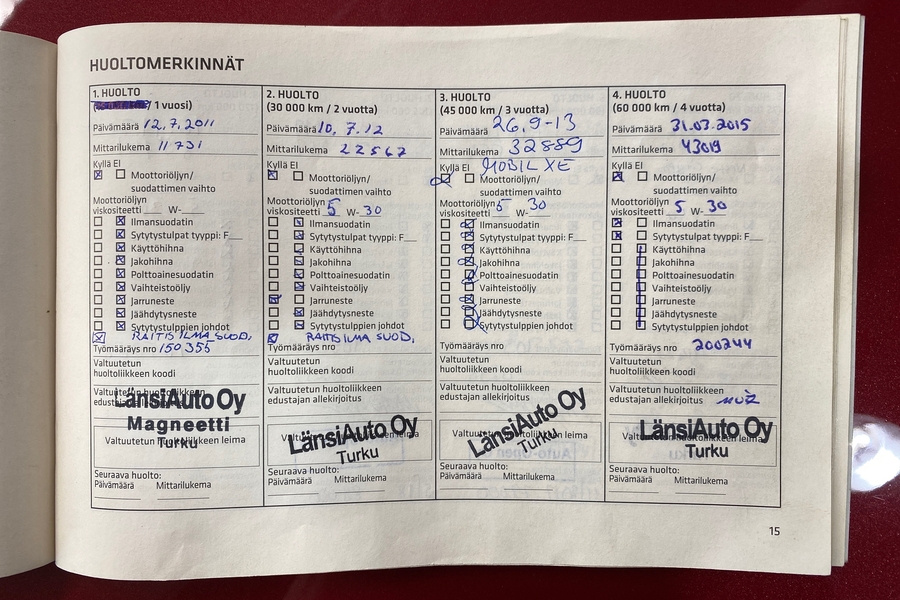 HUOLTOMERKINNÄT
1. HUOLTO
/ 1 vuosi)
Päivämäärä 12.7.2011
Mittarilukema 11731
Kyllä EI
Moottoriöljyn/
suodattimen vaihto
Moottoriöljyn
viskositeetti W-
Ilmansuodatin
Sytytystulpat tyyppi: F
Käyttöhihna
Jakohihna
Polttoainesuodatin
Vaihteistoöljy
Jarruneste
Jäähdytysneste
Sytytystulppien johdot
RAITISILMA SUOD.
Työmääräys nro 150355
Valtuutetun
huoltoliikkeen koodi
Valtuutetun huoltoliikkeen
LänsiAuto Oy
Magneetti
Valtuutetun huoltoliikkeen leima
Turku
Seuraava huolto:
Päivämäärä Mittarilukema
2. HUOLTO
(30 000 km / 2 vuotta)
Päivämäärä 10. 7.12
Mittarilukema 22567
Kyllä EI
Moottoriöljyn/
suodattimen vaihto
Moottoriöljyn
viskositeetti 5 W- 30
Ilmansuodatin
Sytytystulpat tyyppi: F
Käyttöhihna
Jakohihna
Polttoainesuodatin
Vaihteistoöljy
Jarruneste
Jäähdytysneste
Sytytystulppien johdot
RAITISILMA SUOD.
Työmääräys nro
Valtuutetun
huoltoliikkeen koodi
Valtuutetun huoltoliikkeen
edustajan allekirjoitus
Valtuutetun huoltoliikkeen leima
LänsiAuto Oy
Turku
Seuraava huolto:
Päivämäärä Mittarilukema
3. HUOLTO
(45 000 km / 3 vuotta)
Päivämäärä 26.9-13
Mittarilukema 32889
Kyllä EI MOBIL XE
Moottoriöljyn/
suodattimen vaihto
Moottoriöljyn
viskositeetti 5 W- 30
Ilmansuodatin
Sytytystulpat tyyppi: F
Käyttöhihna
Jakohihna
Polttoainesuodatin
Vaihteistoöljy
Jarruneste
Jäähdytysneste
Sytytystulppien johdot
Työmääräys nro
Valtuutetun
huoltoliikkeen koodi
Valtuutetun huoltoliikkeen
edustajan allekirjoitus
Valtuutetun huoltoliikkeen leima
LänsiAuto Oy
Turku
Seuraava huolto:
Päivämäärä Mittarilukema
4. HUOLTO
(60 000 km / 4 vuotta)
Päivämäärä 31.03.2015
Mittarilukema 43019
Kyllä EI
Moottoriöljyn/
suodattimen vaihto
Moottoriöljyn
viskositeetti 5 W- 30
Ilmansuodatin
Sytytystulpat tyyppi: F
Käyttöhihna
Jakohihna
Polttoainesuodatin
Vaihteistoöljy
Jarruneste
Jäähdytysneste
Sytytystulppien johdot
Työmääräys nro 200244
Valtuutetun
huoltoliikkeen koodi
Valtuutetun huoltoliikkeen
edustajan allekirjoitus
Valtuutetun huoltoliikkeen leima
LänsiAuto Oy
Turku
Seuraava huolto:
Päivämäärä Mittarilukema
15